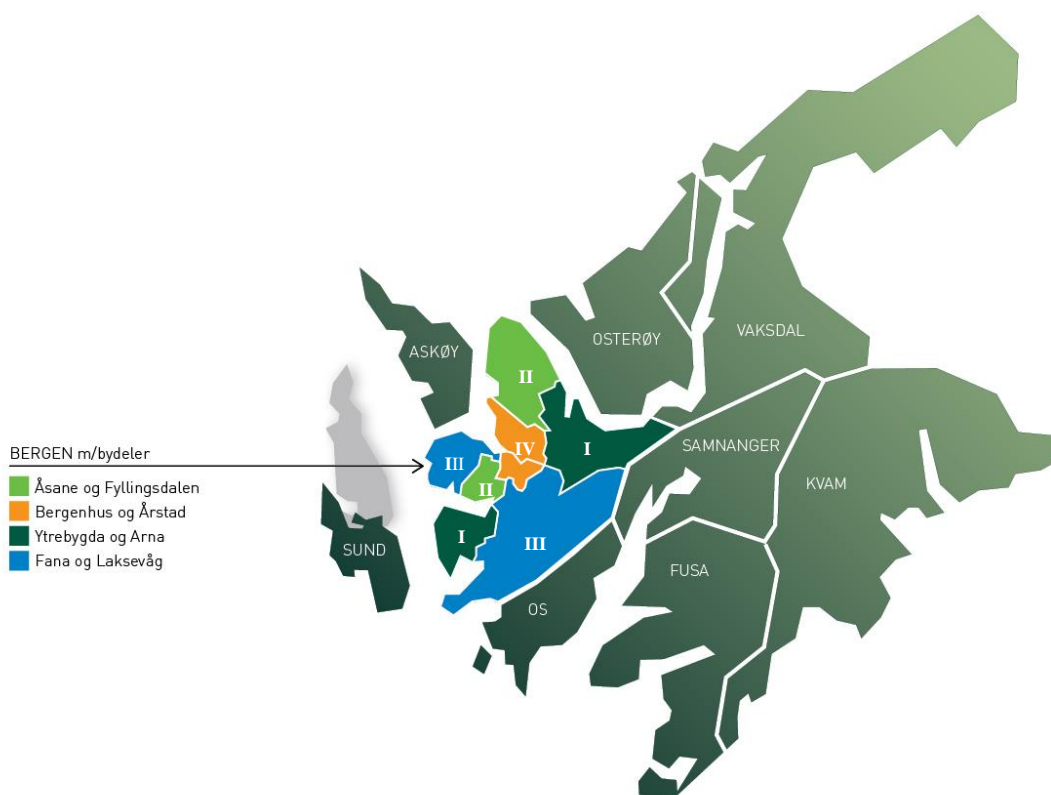 VAKSDAL
OSTERØY
ASKØY
II
I
IV
III
II
I
III
SAMNANGER
KVAM
BERGEN m/bydeler
Åsane og Fyllingsdalen
Bergenhus og Årstad
Ytrebygda og Arna
Fana og Laksevåg
SUND
FUSA
OS